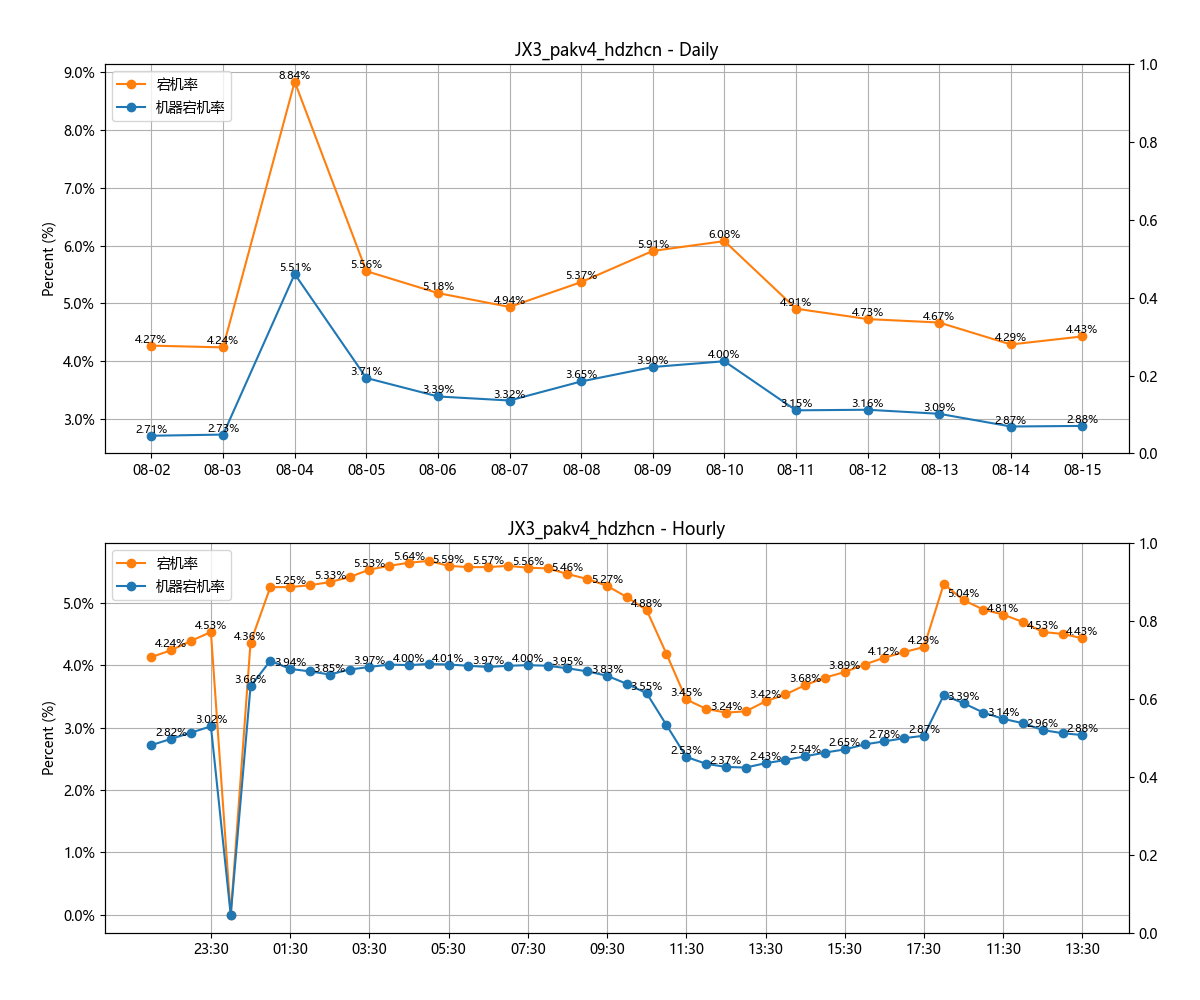 JX3_pakv4_hdzhcn - Daily
宕机率
机器宕机率
Percent (%)
9.0%
8.0%
7.0%
6.0%
5.0%
4.0%
3.0%
1.0
0.8
0.6
0.4
0.2
0.0
4.27% 4.24% 8.84% 5.56% 5.18% 4.94% 5.37% 5.91% 6.08% 4.91% 4.73% 4.67% 4.29% 4.43%
2.71% 2.73% 5.51% 3.71% 3.39% 3.32% 3.65% 3.90% 4.00% 3.15% 3.16% 3.09% 2.87% 2.88%
08-02 08-03 08-04 08-05 08-06 08-07 08-08 08-09 08-10 08-11 08-12 08-13 08-14 08-15
JX3_pakv4_hdzhcn - Hourly
宕机率
机器宕机率
Percent (%)
5.0%
4.0%
3.0%
2.0%
1.0%
0.0%
1.0
0.8
0.6
0.4
0.2
0.0
4.24% 4.53% 4.36% 5.25% 5.33% 5.53% 5.64% 5.59% 5.57% 5.56% 5.46% 5.27% 4.88% 3.45% 3.24% 3.42% 3.68% 3.89% 4.12% 4.29% 5.04% 4.81% 4.53% 4.43%
2.82% 3.02% 3.66% 3.94% 3.85% 3.97% 4.00% 4.01% 3.97% 4.00% 3.95% 3.83% 3.55% 2.53% 2.37% 2.43% 2.54% 2.65% 2.78% 2.87% 3.39% 3.14% 2.96% 2.88%
23:30 01:30 03:30 05:30 07:30 09:30 11:30 13:30 15:30 17:30 11:30 13:30